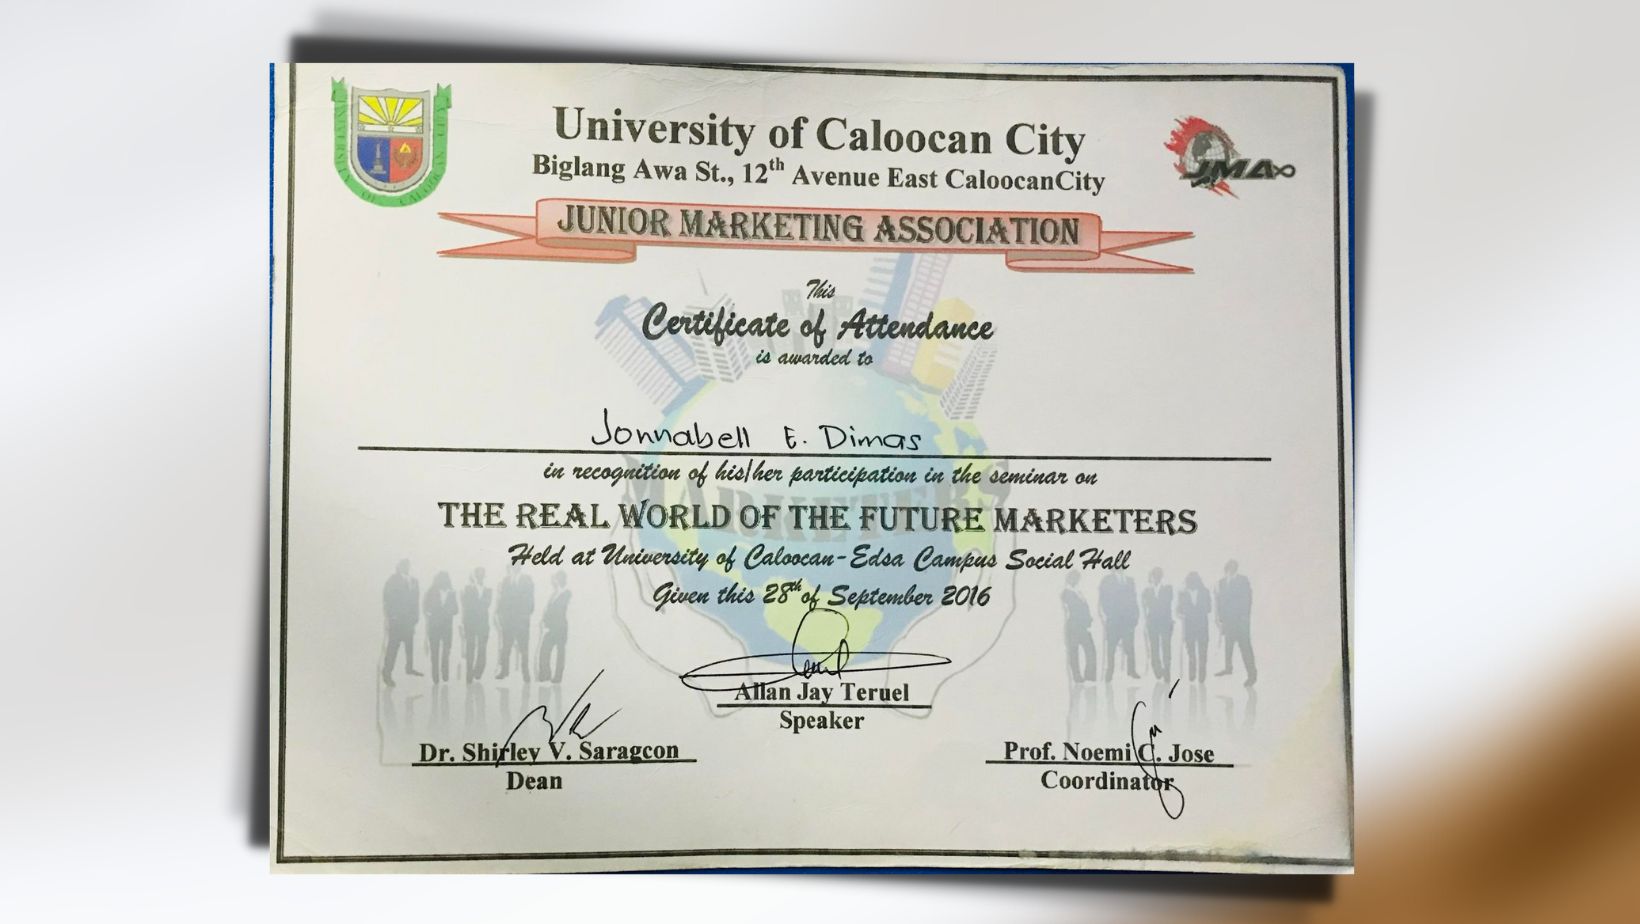 University of Caloocan City
Biglang Awa St., 12th Avenue East CaloocanCity
JMA
JUNIOR MARKETING ASSOCIATION
This
Certificate of Attendance
is awarded to
Jonnabell E. Dimas
in recognition of his/her participation in the seminar on
MARKETERS
THE REAL WORLD OF THE FUTURE MARKETERS
Held at University of Caloocan-Edsa Campus Social Hall
Given this 28th of September 2016
Allan Jay Teruel
Speaker
Dr. Shirley V. Saragcon
Dean
Prof. Noemi C. Jose
Coordinator